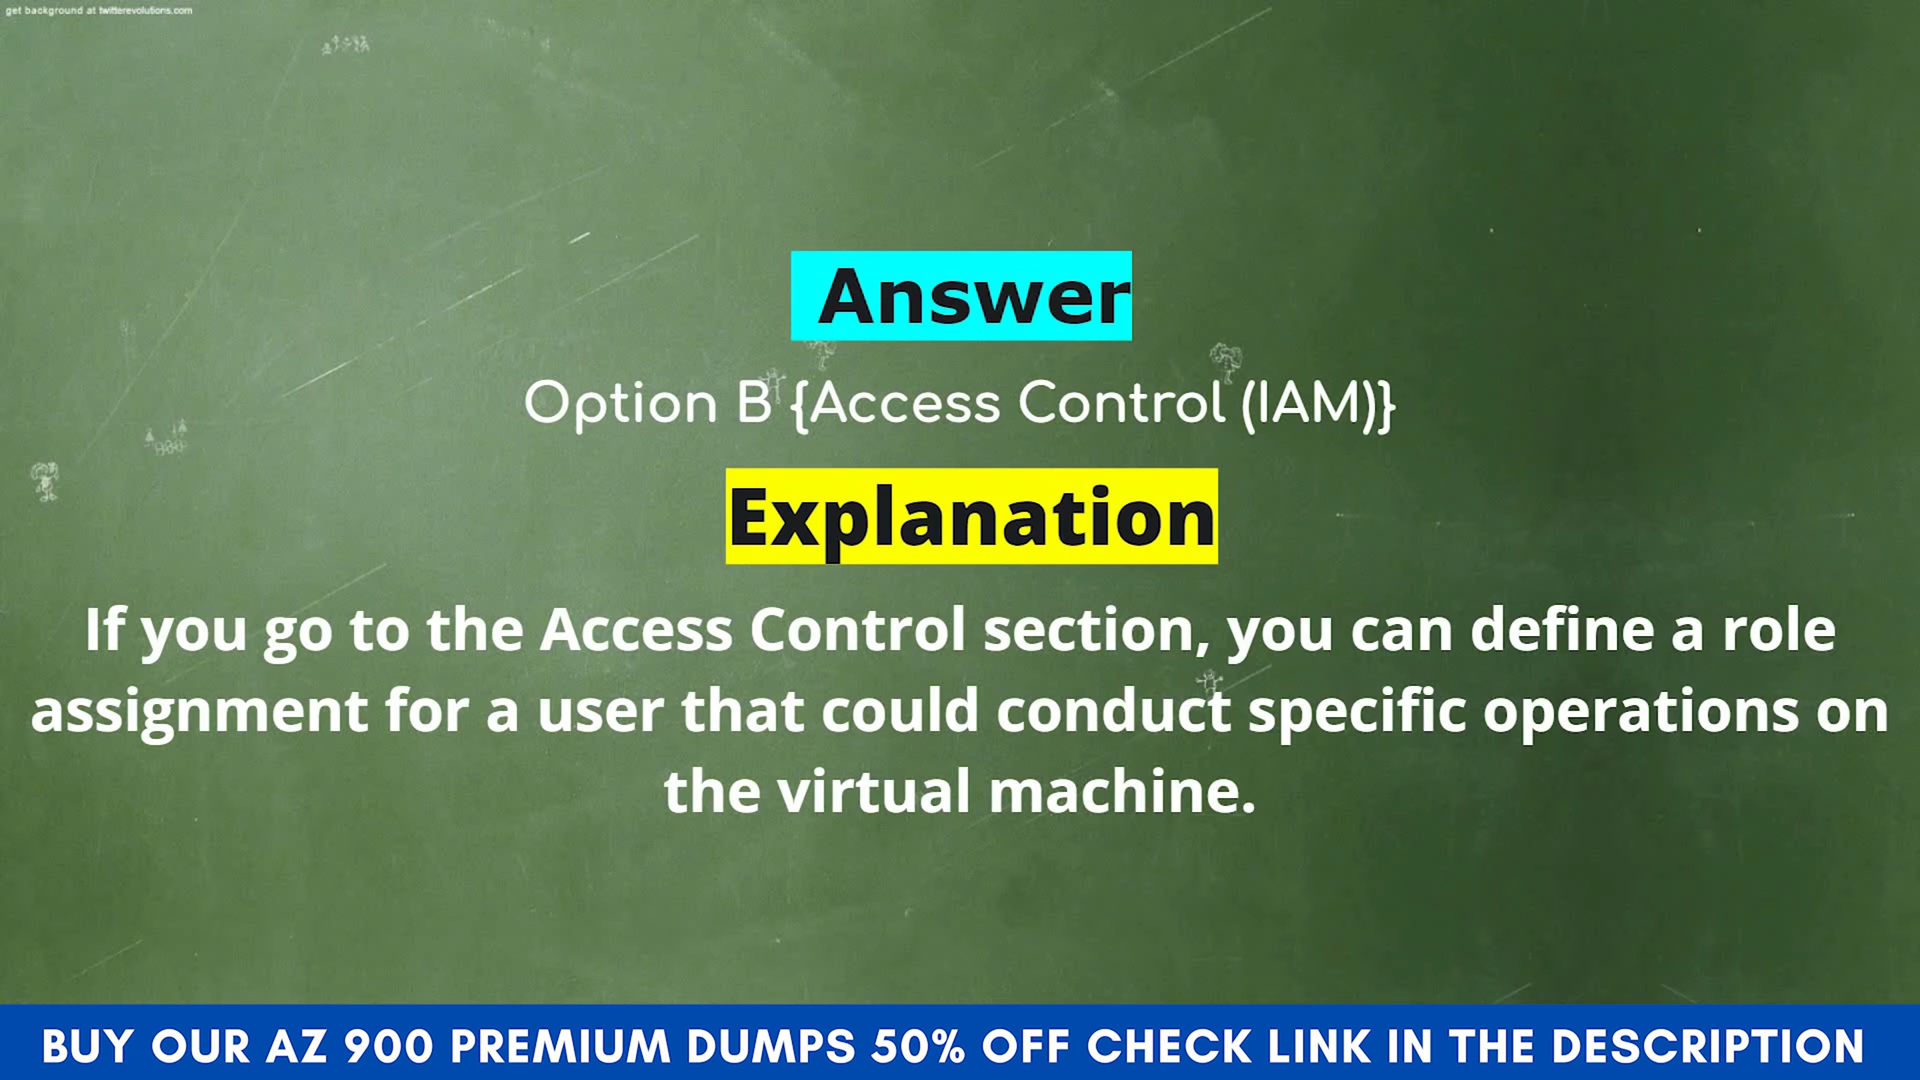 get background at twitterevolutions.com
Answer
Option B {Access Control (IAM)}
Explanation
If you go to the Access Control section, you can define a role
assignment for a user that could conduct specific operations on
the virtual machine.
BUY OUR AZ 900 PREMIUM DUMPS 50% OFF CHECK LINK IN THE DESCRIPTION